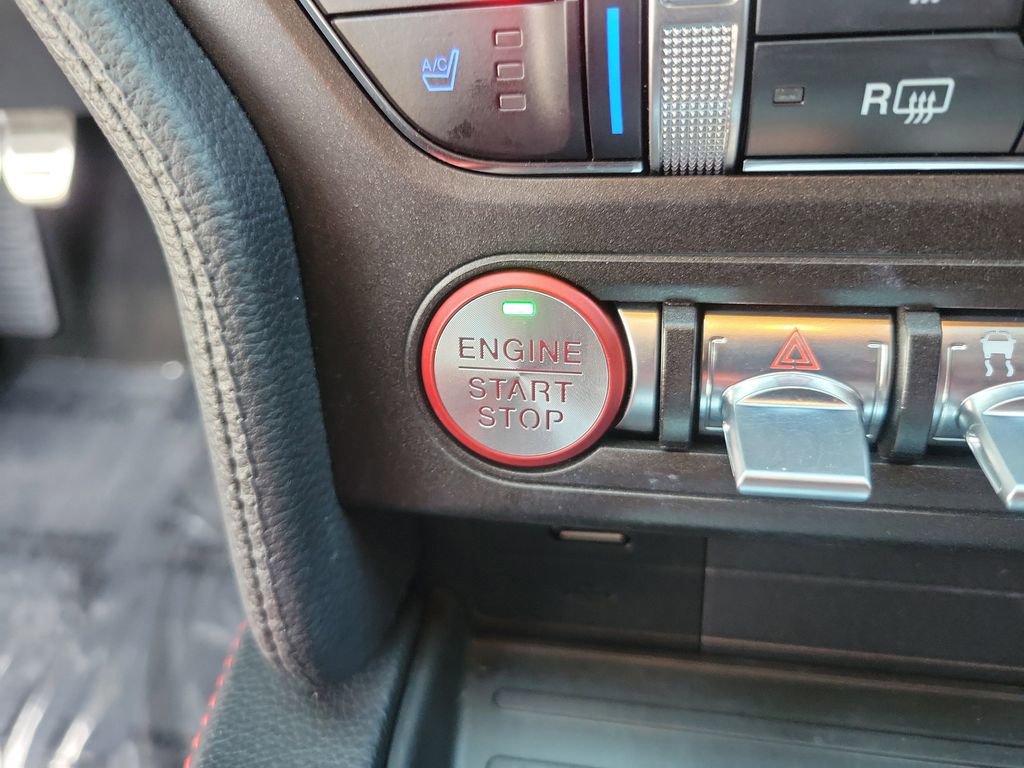 A/C
R
ENGINE
START
STOP